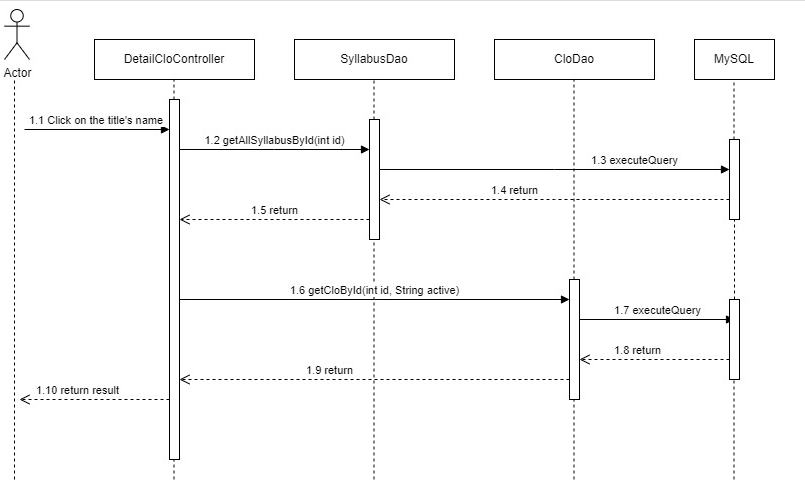 Actor
DetailCloController
SyllabusDao
CloDao
MySQL
1.1 Click on the title's name
1.2 getAllSyllabusById(int id)
1.3 executeQuery
1.4 return
1.5 return
1.6 getCloById(int id, String active)
1.7 executeQuery
1.8 return
1.9 return
1.10 return result